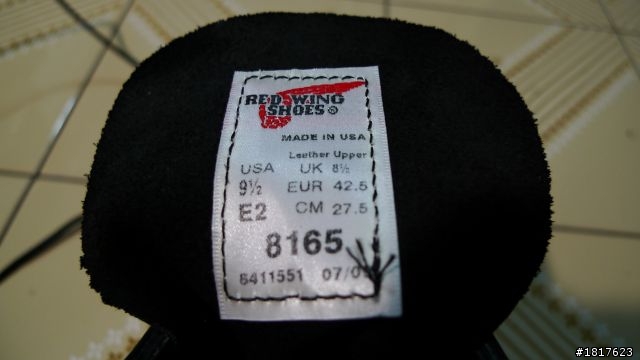 RED WING
SHOES®
MADE IN USA
Leather Upper
USA UK 8½
9½ EUR 42.5
E2 CM 27.5
8165
6411551 07/0
#1817623